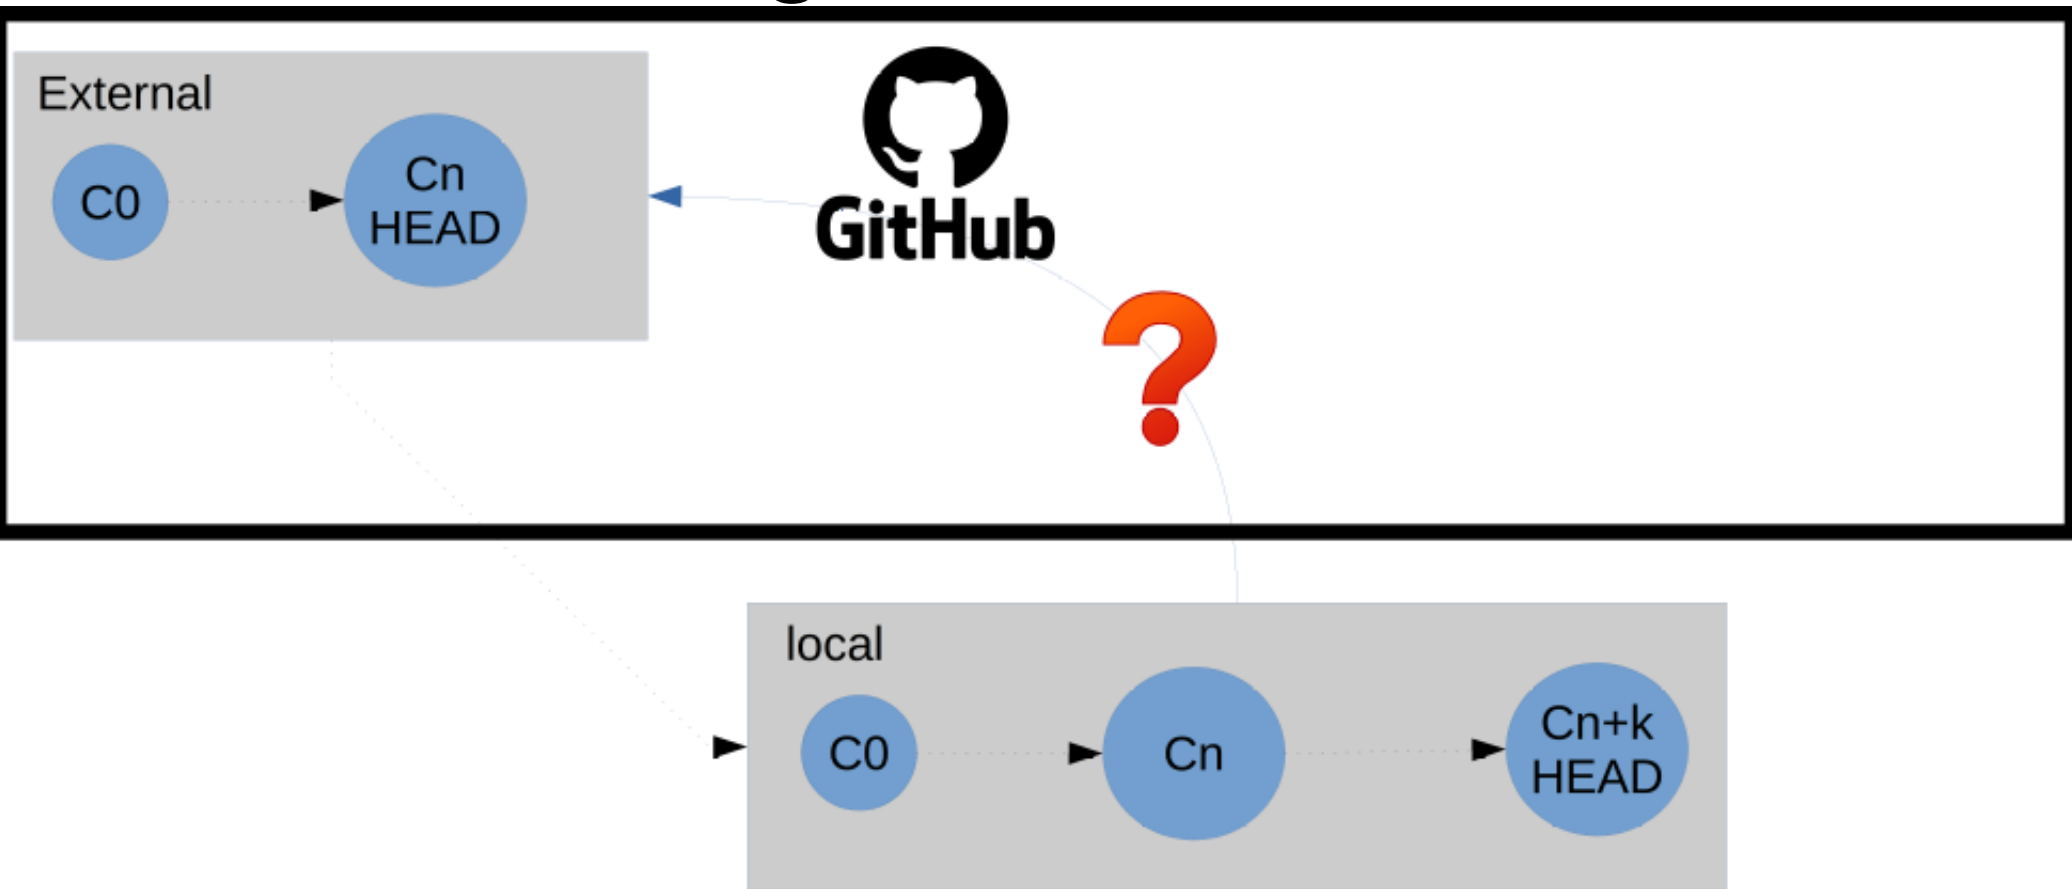 External
C0
Cn
HEAD
GitHub
?
local
C0
Cn
Cn+k
HEAD